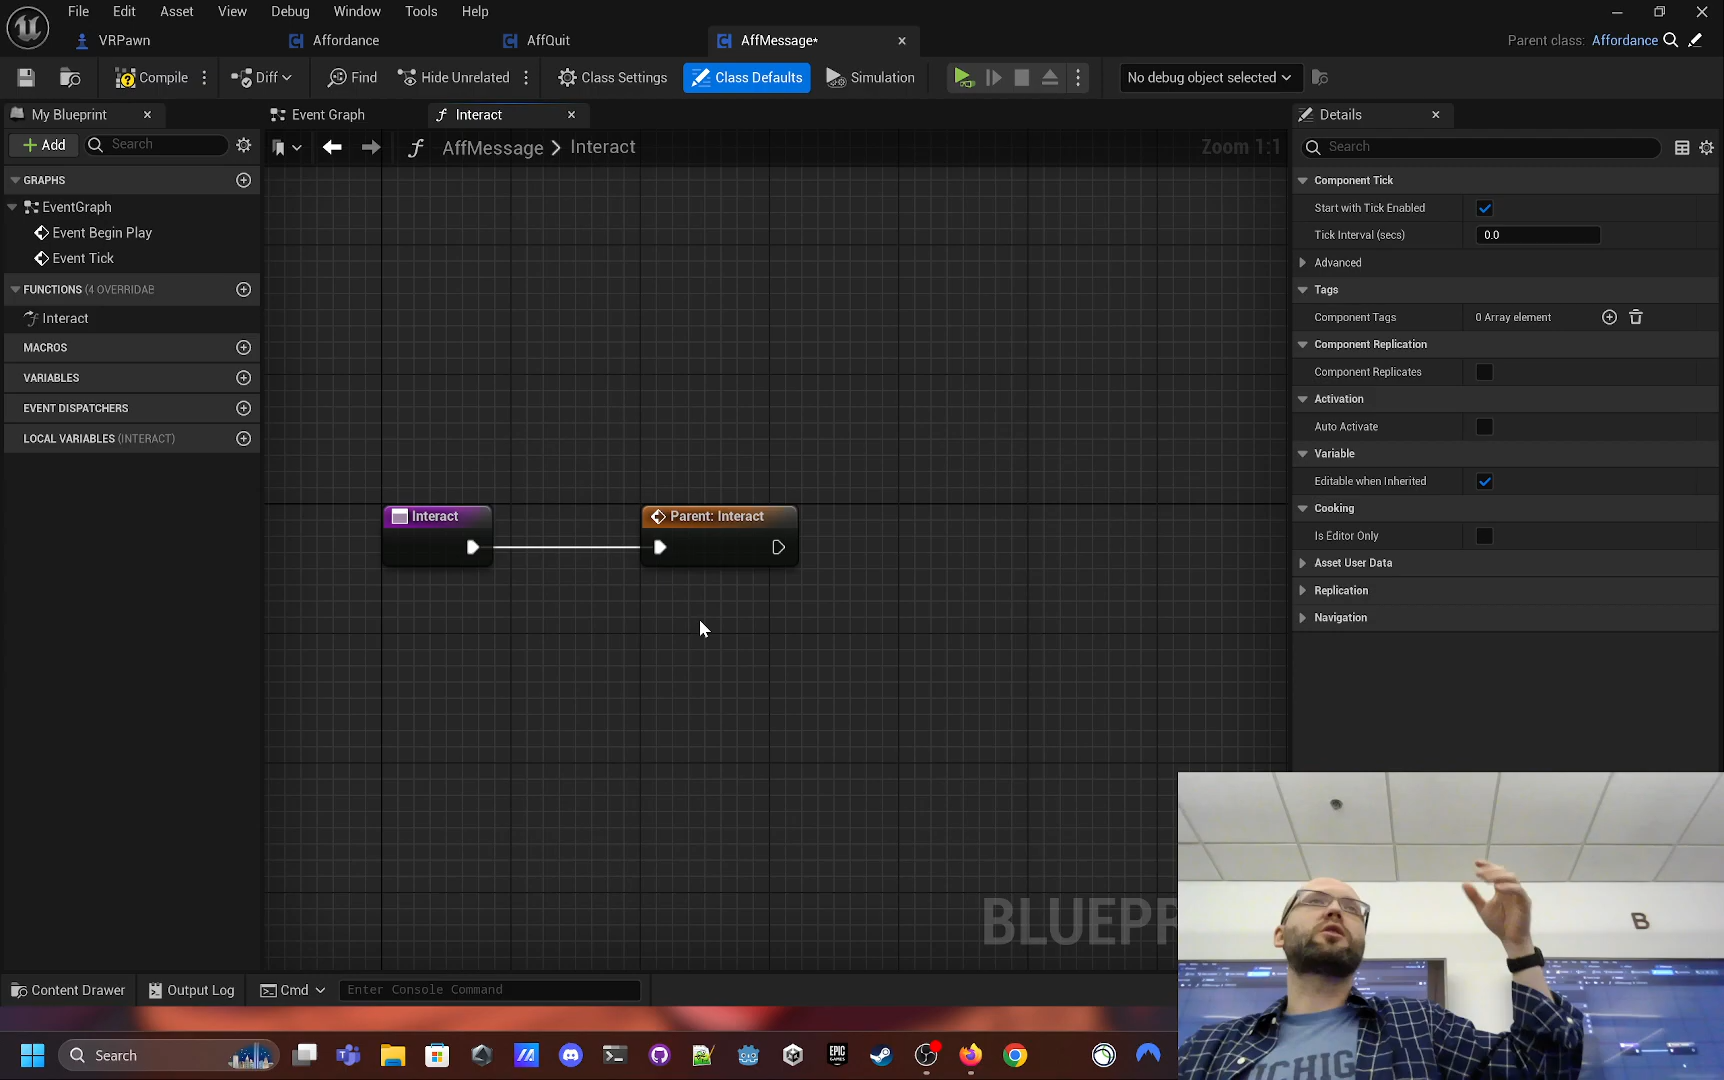 File Edit Asset View Debug Window Tools Help
VRPawn Affordance AffQuit AffMessage* Parent class: Affordance
Compile Diff Find Hide Unrelated Class Settings Class Defaults Simulation No debug object selected
My Blueprint Event Graph Interact Details
Add Search AffMessage Interact Zoom 1:1 Search
GRAPHS
EventGraph
Event Begin Play
Event Tick
FUNCTIONS (4 OVERRIDAB
Interact
MACROS
VARIABLES
EVENT DISPATCHERS
LOCAL VARIABLES (INTERACT)
Interact Parent: Interact
Component Tick
Start with Tick Enabled
Tick Interval (secs) 0.0
Advanced
Tags
Component Tags 0 Array element
Component Replication
Component Replicates
Activation
Auto Activate
Variable
Editable when Inherited
Cooking
Is Editor Only
Asset User Data
Replication
Navigation
BLUEPR
B
Content Drawer Output Log Cmd Enter Console Command
Search
EPIC GAMES